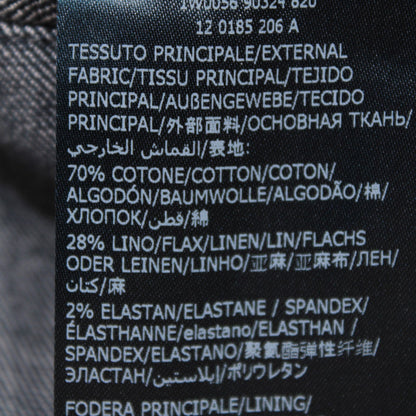 1W0056 90324 820
12 0185 206 A
TESSUTO PRINCIPALE/EXTERNAL
FABRIC/TISSU PRINCIPAL/TEJIDO
PRINCIPAL/AUßENGEWEBE/TECIDO
PRINCIPAL/外部面料/ОСНОВНАЯ ТКАНЬ/
القماش الخارجي/表地:
70% COTONE/COTTON/COTON/
ALGODÓN/BAUMWOLLE/ALGODÃO/棉/
ХЛОПОК/قطن/綿
28% LINO/FLAX/LINEN/LIN/FLACHS
ODER LEINEN/LINHO/亚麻/亚麻布/ЛЕН/
كتان/麻
2% ELASTAN/ELASTANE / SPANDEX/
ÉLASTHANNE/elastano/ELASTHAN /
SPANDEX/ELASTANO/聚氨酯弹性纤维/
ЭЛАСТАН/إيلاستين/ポリウレタン
FODERA PRINCIPALE/LINING/